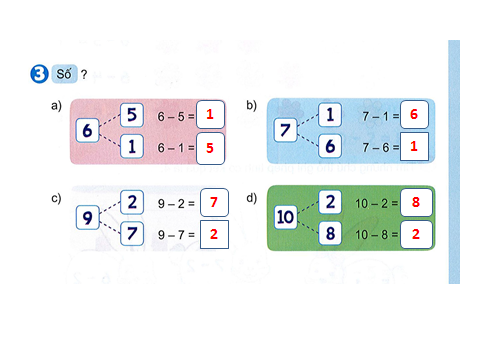 3 Số ?
a)
5 6 – 5 = 1
6
1 6 – 1 = 5
b)
1 7 – 1 = 6
7
6 7 – 6 = 1
c)
2 9 – 2 = 7
9
7 9 – 7 = 2
d)
2 10 – 2 = 8
10
8 10 – 8 = 2